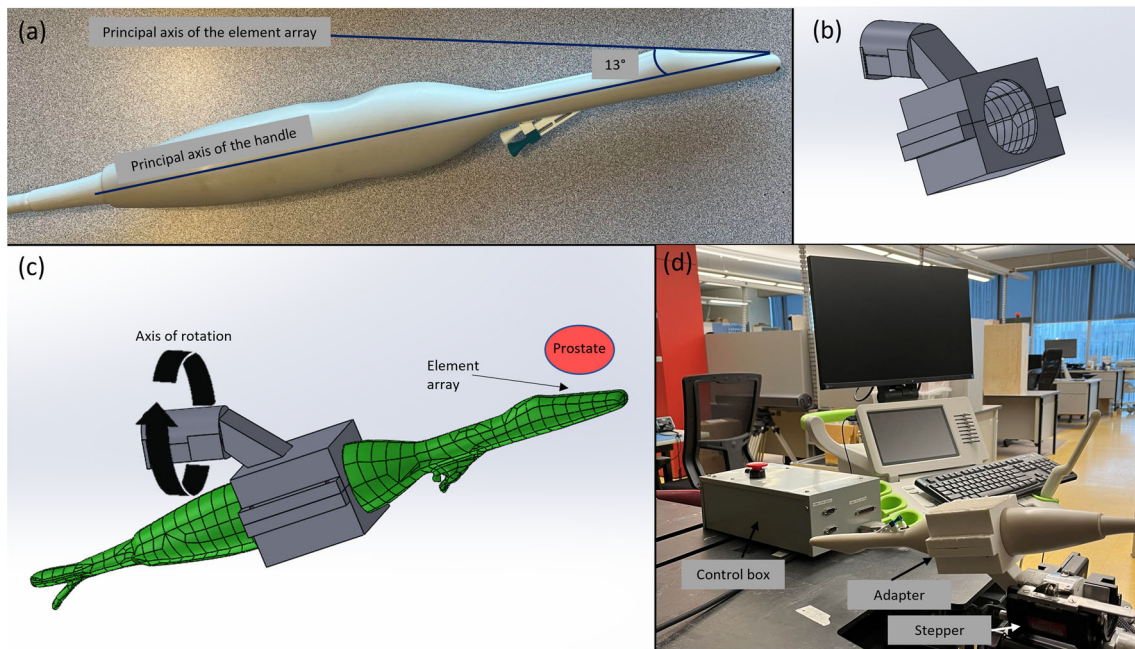 (a)
Principal axis of the element array
13°
Principal axis of the handle
(b)
(c)
Axis of rotation
Prostate
Element
array
(d)
Control box
Adapter
Stepper